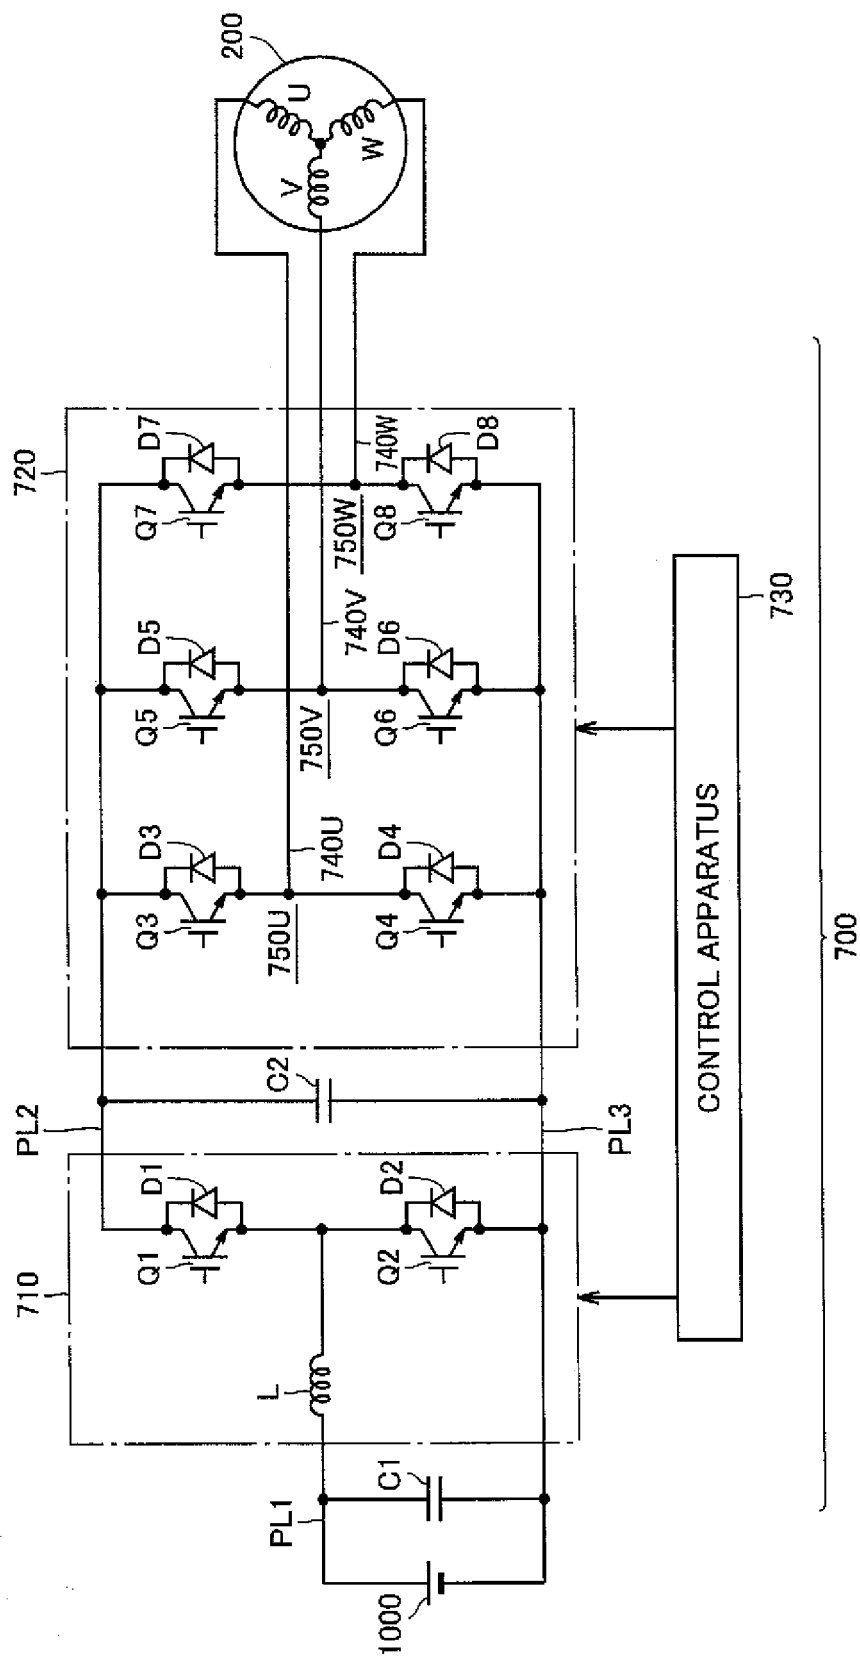 700
710
720
PL2
PL3
PL1
1000
C1
L
Q1
D1
Q2
D2
C2
Q3
D3
750U
740U
Q4
D4
Q5
D5
750V
740V
Q6
D6
Q7
D7
750W
740W
Q8
D8
U
V
W
200
CONTROL APPARATUS
730